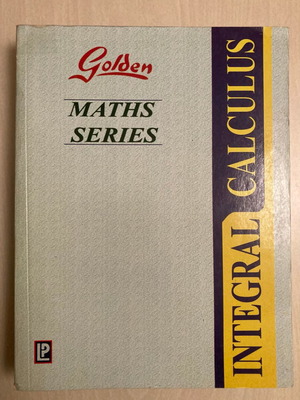 Golden
MATHS
SERIES
INTEGRAL CALCULUS
LP